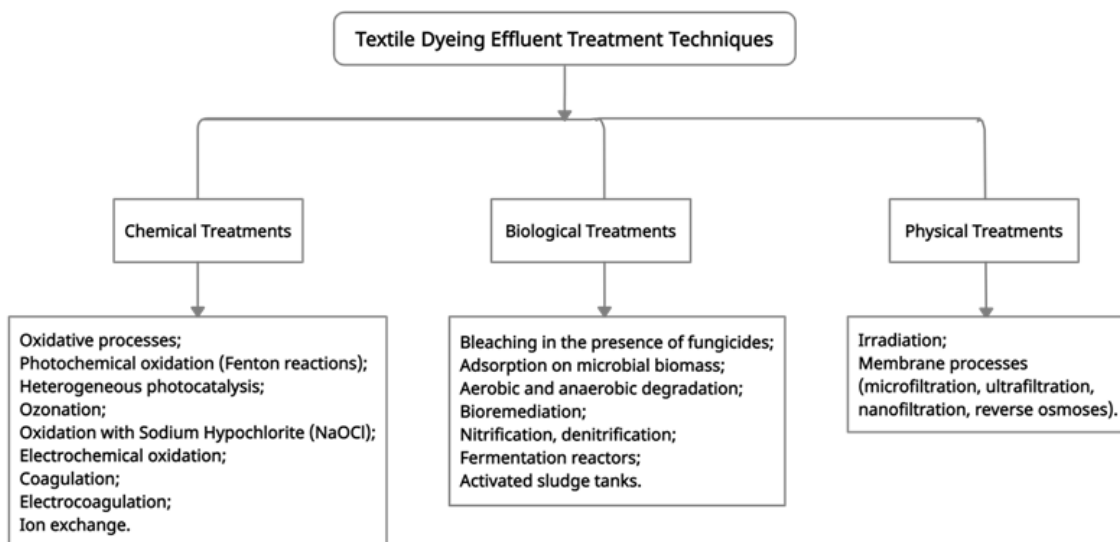 Textile Dyeing Effluent Treatment Techniques
Chemical Treatments
Biological Treatments
Physical Treatments
Oxidative processes;
Photochemical oxidation (Fenton reactions);
Heterogeneous photocatalysis;
Ozonation;
Oxidation with Sodium Hypochlorite (NaOCl);
Electrochemical oxidation;
Coagulation;
Electrocoagulation;
Ion exchange.
Bleaching in the presence of fungicides;
Adsorption on microbial biomass;
Aerobic and anaerobic degradation;
Bioremediation;
Nitrification, denitrification;
Fermentation reactors;
Activated sludge tanks.
Irradiation;
Membrane processes
(microfiltration, ultrafiltration,
nanofiltration, reverse osmoses).